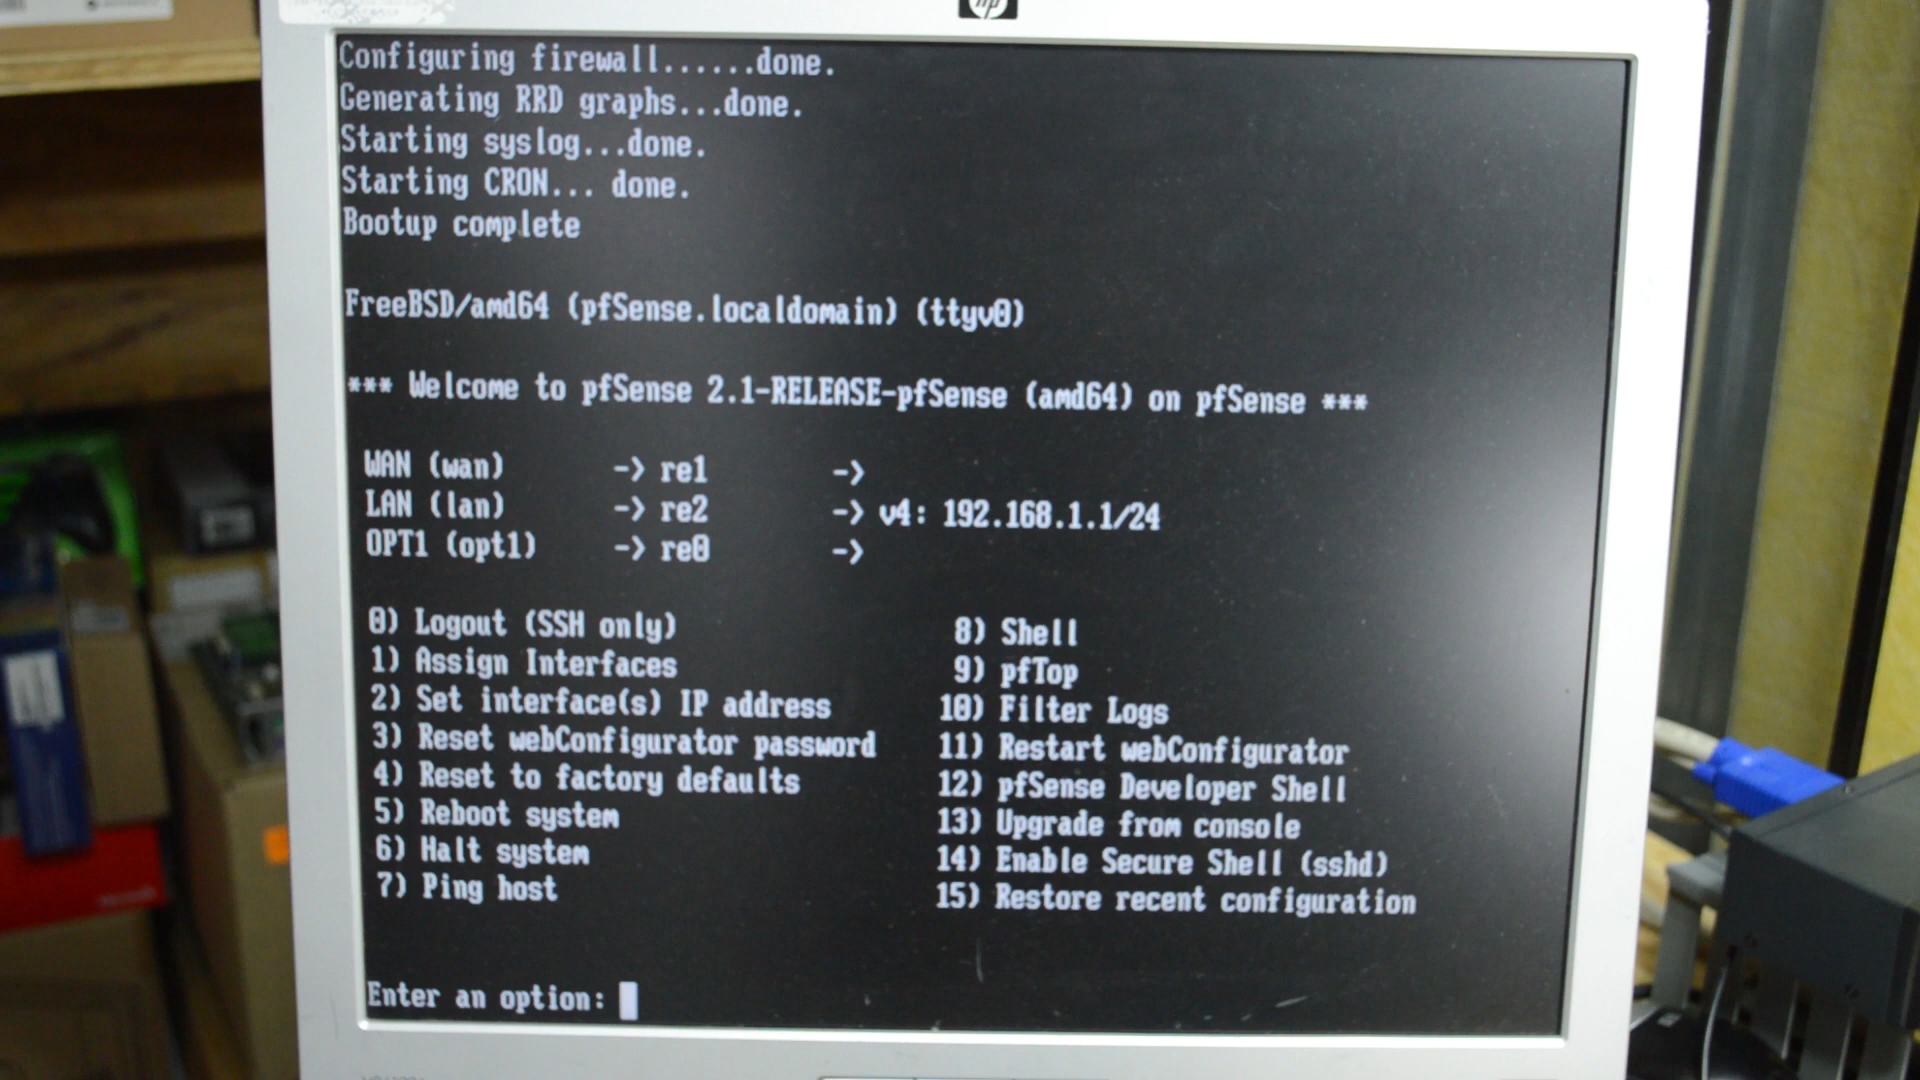 hp
Configuring firewall......done.
Generating RRD graphs...done.
Starting syslog...done.
Starting CRON... done.
Bootup complete
FreeBSD/amd64 (pfSense.localdomain) (ttyv0)
*** Welcome to pfSense 2.1-RELEASE-pfSense (amd64) on pfSense ***
WAN (wan) -> re1 ->
LAN (lan) -> re2 -> v4: 192.168.1.1/24
OPT1 (opt1) -> re0 ->
0) Logout (SSH only) 8) Shell
1) Assign Interfaces 9) pfTop
2) Set interface(s) IP address 10) Filter Logs
3) Reset webConfigurator password 11) Restart webConfigurator
4) Reset to factory defaults 12) pfSense Developer Shell
5) Reboot system 13) Upgrade from console
6) Halt system 14) Enable Secure Shell (sshd)
7) Ping host 15) Restore recent configuration
Enter an option: